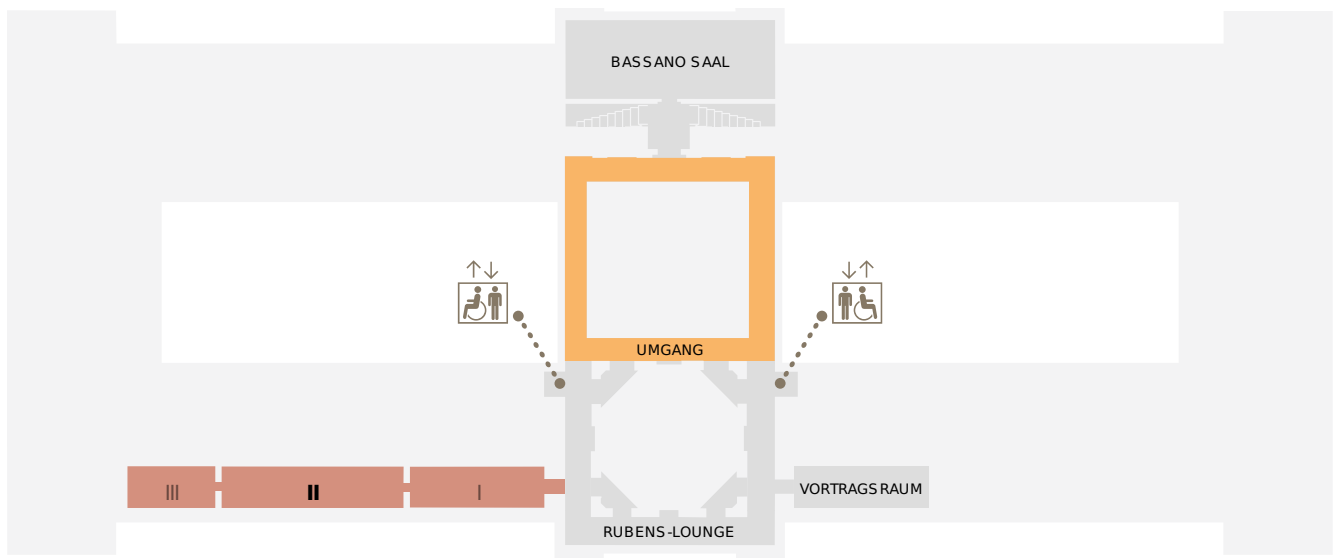 BASSANO SAAL
UMGANG
III
II
I
VORTRAGSRAUM
RUBENS-LOUNGE